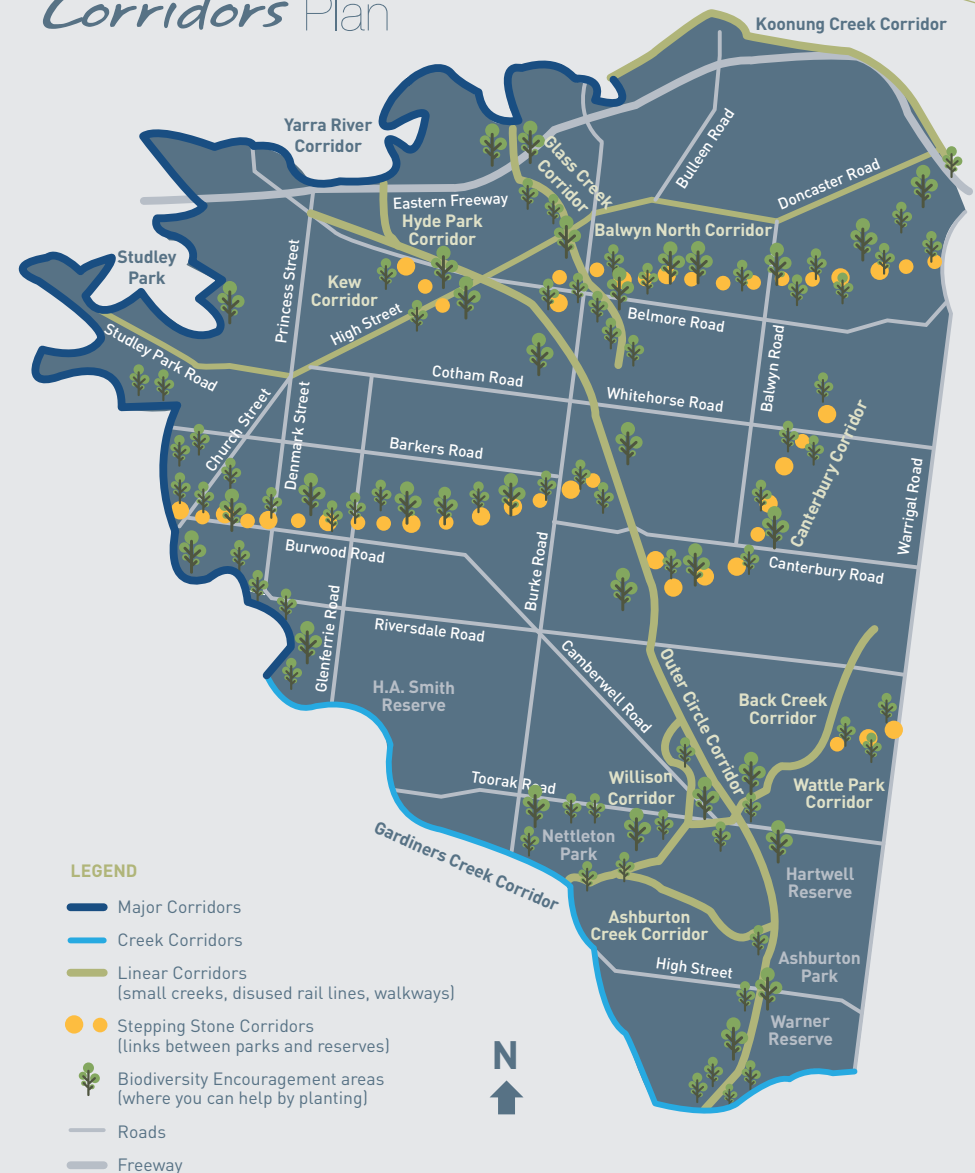 Corridors Plan
Koonung Creek Corridor
Yarra River
Corridor
Glass Creek
Corridor
Bulleen Road
Doncaster Road
Eastern Freeway
Hyde Park
Corridor
Balwyn North Corridor
Studley
Park
Princess Street
Kew
Corridor
High Street
Belmore Road
Studley Park Road
Balwyn Road
Cotham Road
Whitehorse Road
Church Street
Denmark Street
Barkers Road
Canterbury Corridor
Warrigal Road
Burwood Road
Burke Road
Canterbury Road
Glenferrie Road
Riversdale Road
Camberwell Road
Outer Circle Corridor
H.A. Smith
Reserve
Back Creek
Corridor
Toorak Road
Willison
Corridor
Wattle Park
Corridor
Gardiners Creek Corridor
Nettleton
Park
Hartwell
Reserve
Ashburton
Creek Corridor
High Street
Ashburton
Park
Warner
Reserve
LEGEND
Major Corridors
Creek Corridors
Linear Corridors
(small creeks, disused rail lines, walkways)
Stepping Stone Corridors
(links between parks and reserves)
Biodiversity Encouragement areas
(where you can help by planting)
Roads
Freeway
N